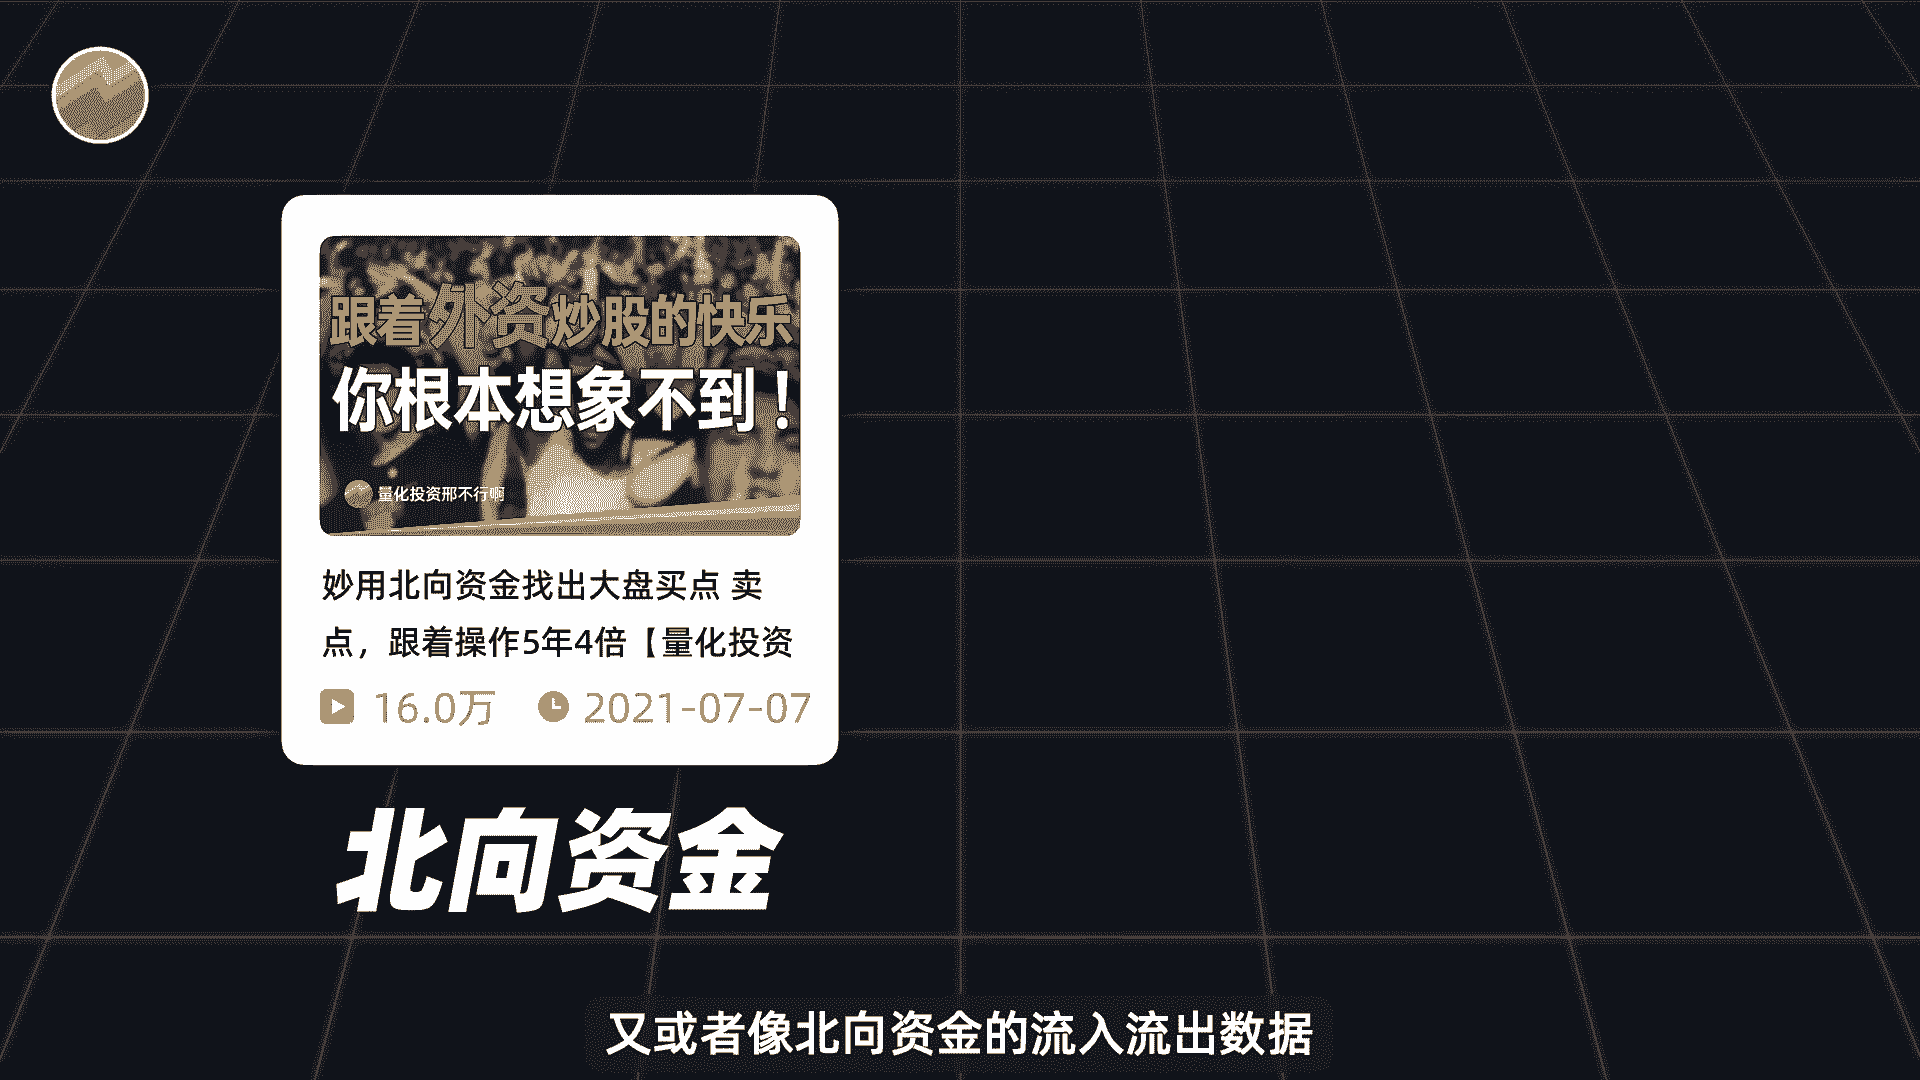 跟着外资炒股的快乐
你根本想象不到！
量化投资邢不行啊
妙用北向资金找出大盘买点 卖
点，跟着操作5年4倍【量化投资
16.0万 2021-07-07
北向资金
又或者像北向资金的流入流出数据